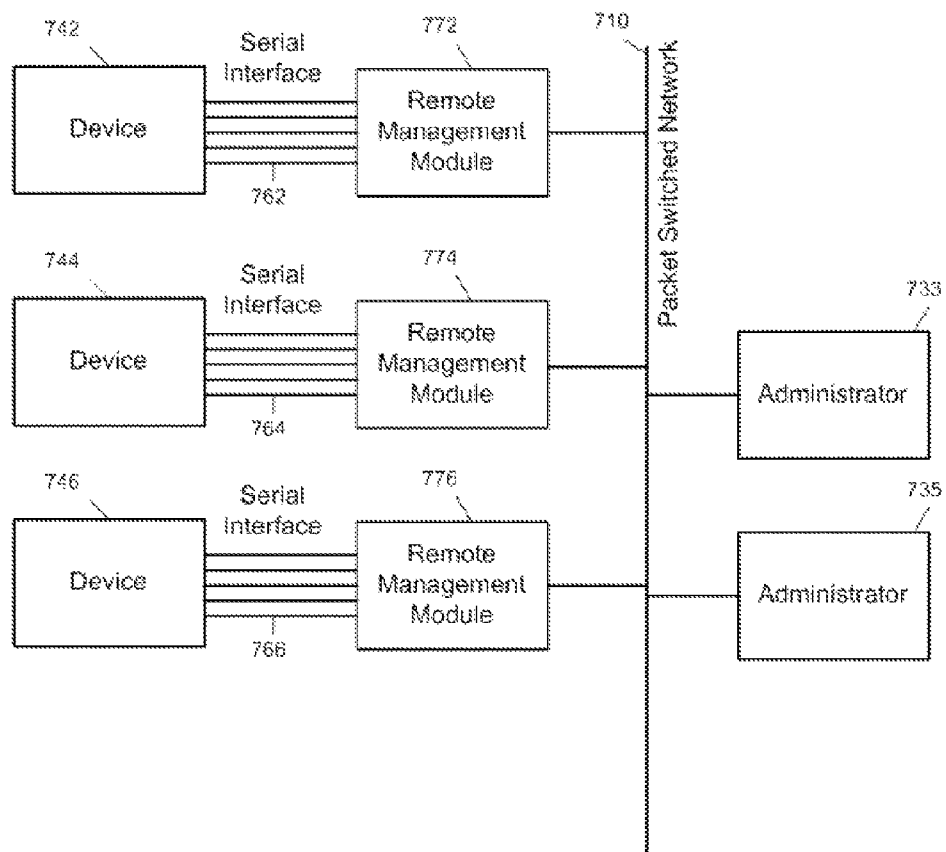 742
Serial
Interface
772
710
Device
Remote
Management
Module
762
Packet Switched Network
744
Serial
Interface
774
Device
Remote
Management
Module
764
733
Administrator
746
Serial
Interface
776
735
Device
Remote
Management
Module
766
Administrator